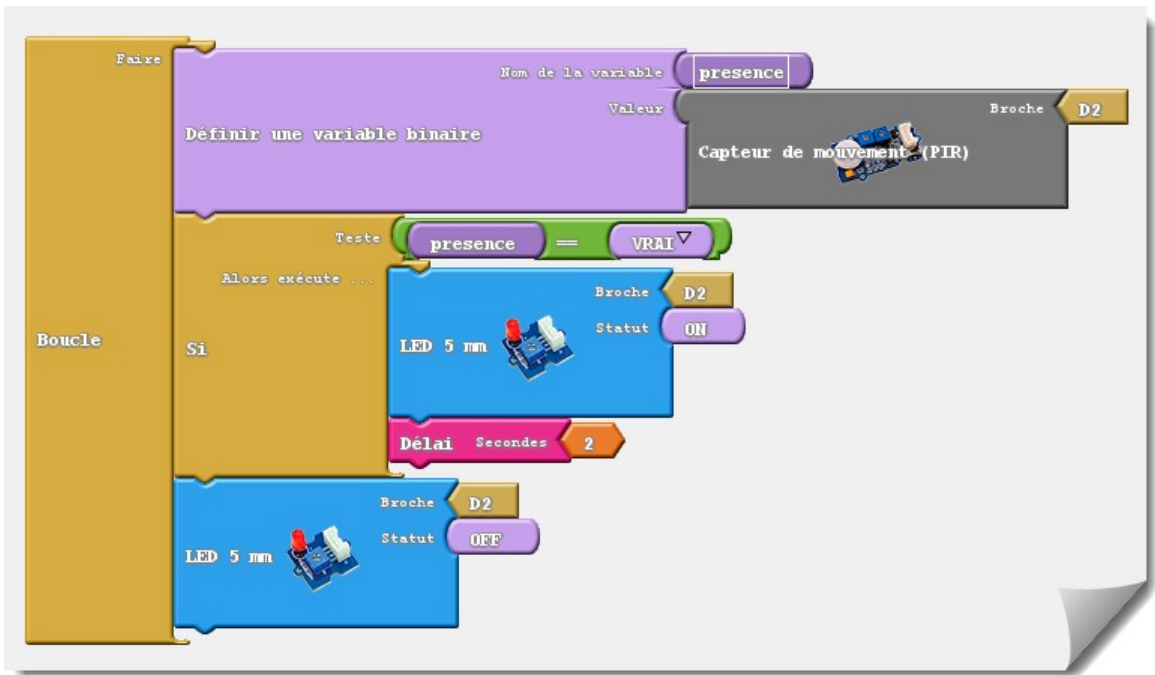 Faire
Nom de la variable presence
Valeur
Broche D2
Définir une variable binaire
Capteur de mouvement (PIR)
Teste presence == VRAI
Alors exécute ...
Broche D2
Statut ON
Boucle
Si
LED 5 mm
Délai Secondes 2
Broche D2
Statut OFF
LED 5 mm